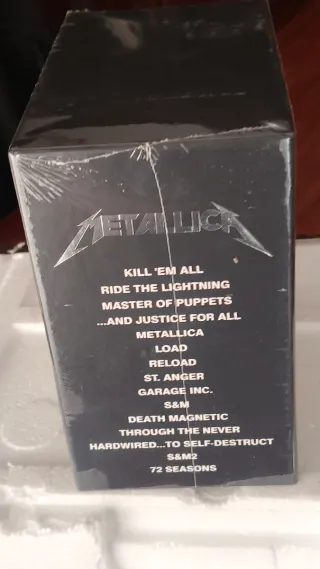 METALLICA
KILL 'EM ALL
RIDE THE LIGHTNING
MASTER OF PUPPETS
...AND JUSTICE FOR ALL
METALLICA
LOAD
RELOAD
ST. ANGER
GARAGE INC.
S&M
DEATH MAGNETIC
THROUGH THE NEVER
HARDWIRED...TO SELF-DESTRUCT
S&M2
72 SEASONS